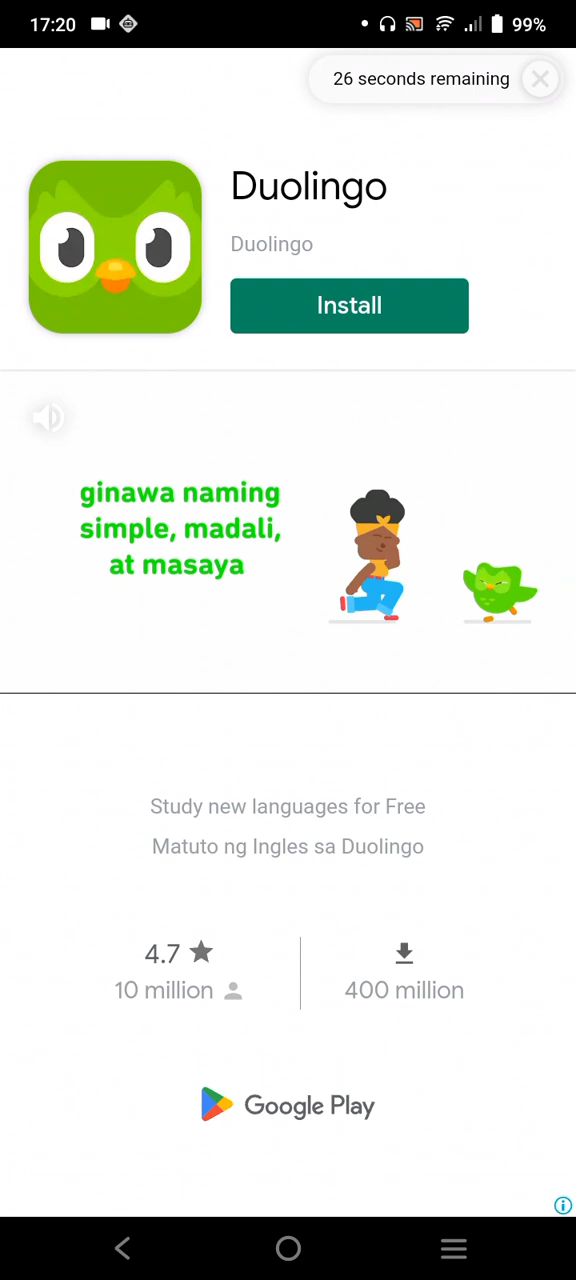 17:20
99%
26 seconds remaining
Duolingo
Duolingo
Install
ginawa naming
simple, madali,
at masaya
Study new languages for Free
Matuto ng Ingles sa Duolingo
4.7
10 million
400 million
Google Play